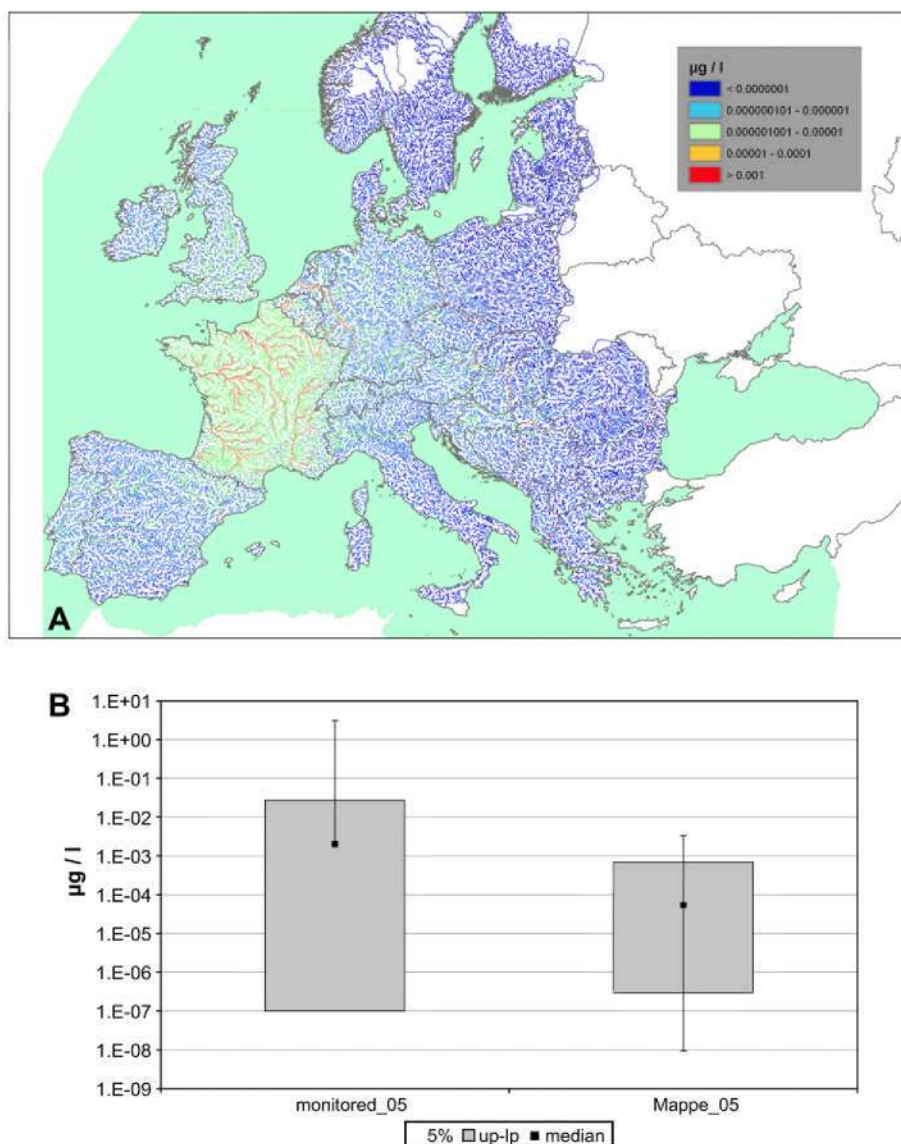 µg / l
< 0.0000001
0.000000101 - 0.000001
0.000001001 - 0.00001
0.00001 - 0.0001
> 0.001
A
B
1.E+01
1.E+00
1.E-01
1.E-02
1.E-03
1.E-04
1.E-05
1.E-06
1.E-07
1.E-08
1.E-09
µg / l
monitored_05
Mappe_05
5% up-lp median